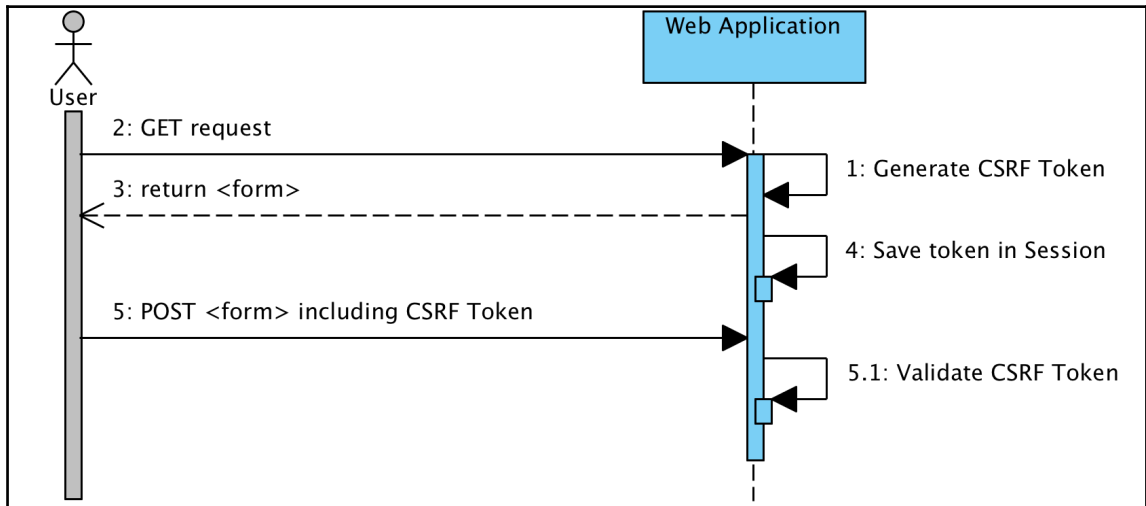 Web Application
User
2: GET request
1: Generate CSRF Token
3: return <form>
4: Save token in Session
5: POST <form> including CSRF Token
5.1: Validate CSRF Token